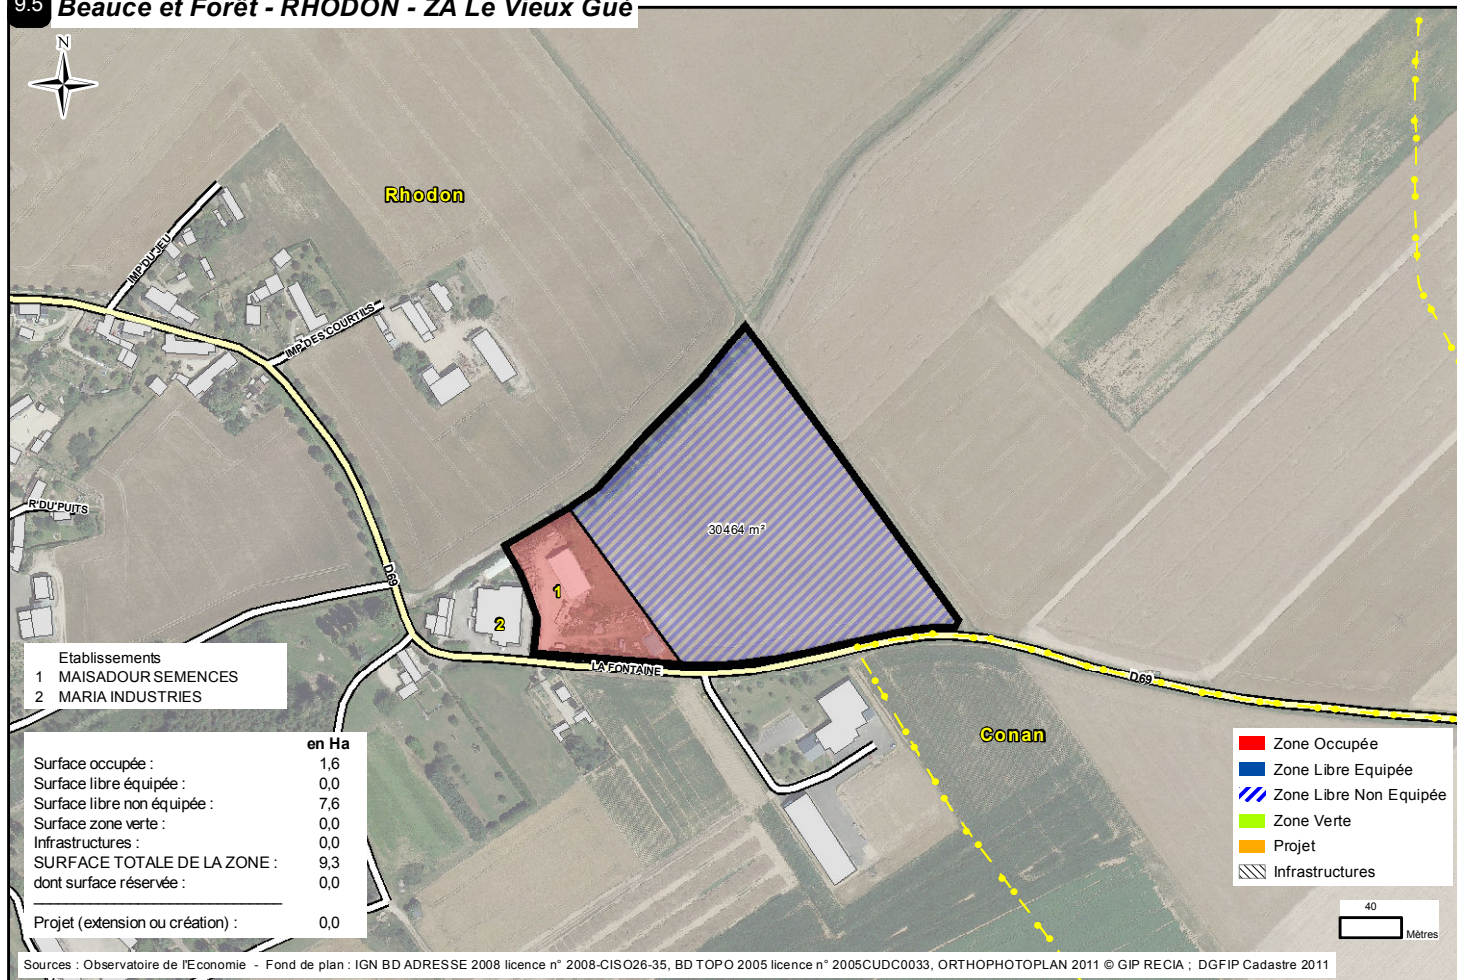 9.5 Beauce et Forêt - RHODON - ZA Le Vieux Gué
N
Rhodon
IMP DU JEU
IMP DES COURTILS
R DU PUITS
D69
30464 m²
1
2
LA FONTAINE
D69
Conan
Etablissements
1 MAISADOUR SEMENCES
2 MARIA INDUSTRIES
en Ha
Surface occupée : 1,6
Surface libre équipée : 0,0
Surface libre non équipée : 7,6
Surface zone verte : 0,0
Infrastructures : 0,0
SURFACE TOTALE DE LA ZONE : 9,3
dont surface réservée : 0,0
Projet (extension ou création) : 0,0
Zone Occupée
Zone Libre Equipée
Zone Libre Non Equipée
Zone Verte
Projet
Infrastructures
40
Mètres
Sources : Observatoire de l'Economie - Fond de plan : IGN BD ADRESSE 2008 licence n° 2008-CISO26-35, BD TOPO 2005 licence n° 2005CUDC0033, ORTHOPHOTOPLAN 2011 © GIP RECIA ; DGFIP Cadastre 2011